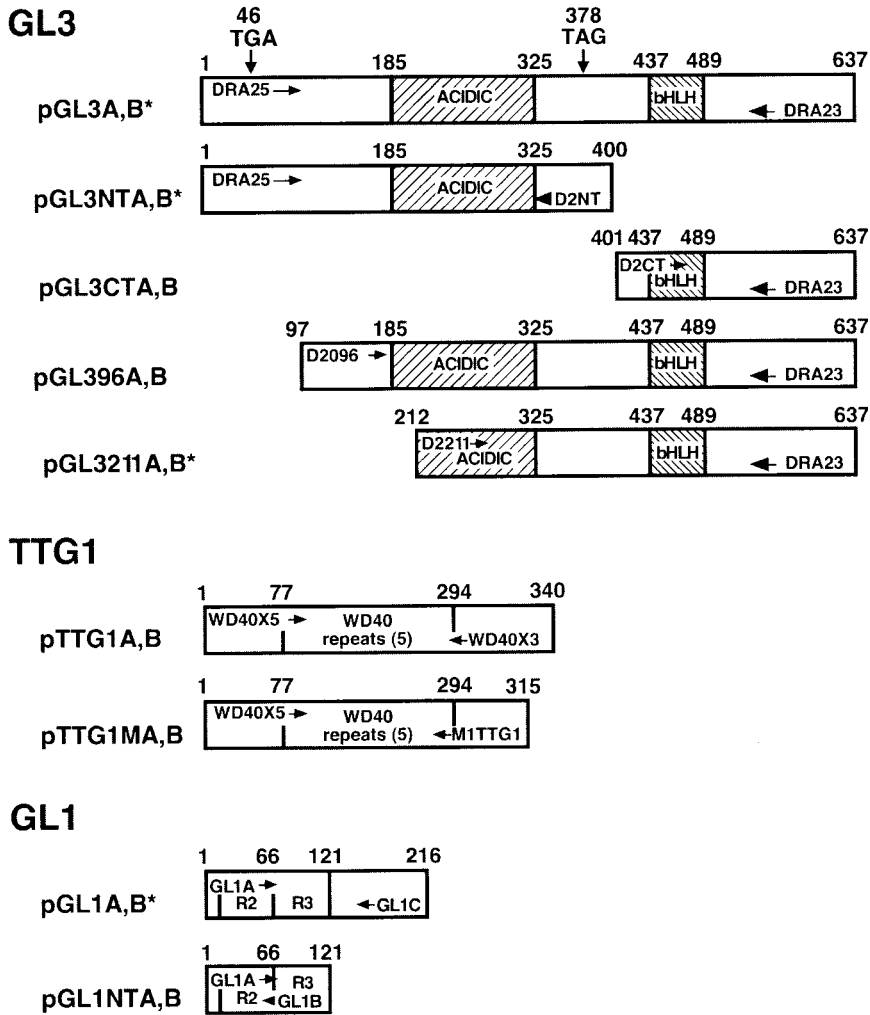 GL3
46 378
TGA TAG
1 185 325 437 489 637
pGL3A,B* DRA25 ACIDIC bHLH DRA23
1 185 325 400
pGL3NTA,B* DRA25 ACIDIC D2NT
401 437 489 637
pGL3CTA,B D2CT bHLH DRA23
97 185 325 437 489 637
pGL396A,B D2096 ACIDIC bHLH DRA23
212 325 437 489 637
pGL3211A,B* D2211 ACIDIC bHLH DRA23
TTG1
1 77 294 340
pTTG1A,B WD40X5 WD40 repeats (5) WD40X3
1 77 294 315
pTTG1MA,B WD40X5 WD40 repeats (5) M1TTG1
GL1
1 66 121 216
pGL1A,B* GL1A R2 R3 GL1C
1 66 121
pGL1NTA,B GL1A R2 R3 GL1B